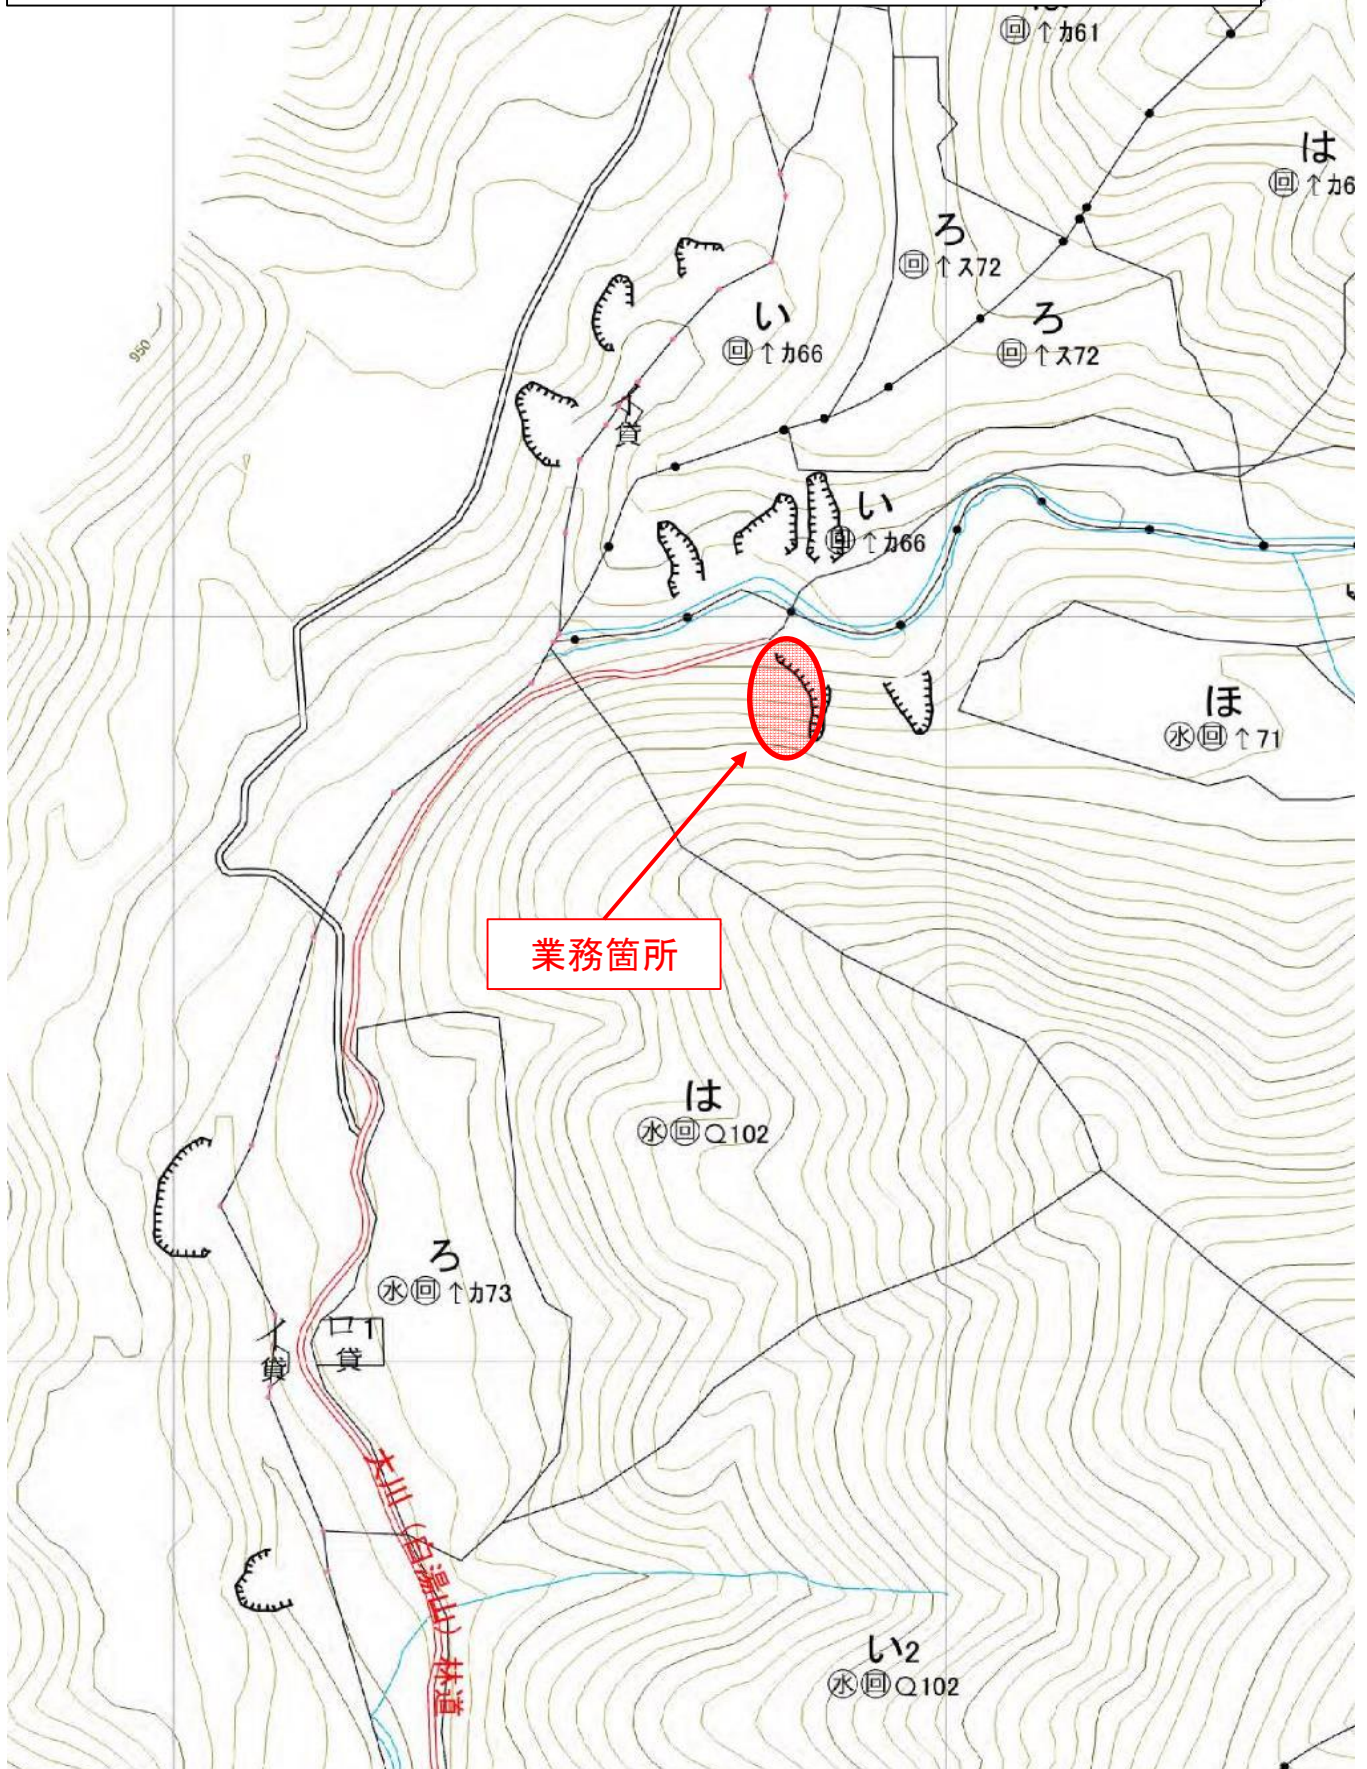 回↑カ61
は
回↑カ6
ろ
回↑ス72
い
回↑カ66
ろ
回↑ス72
950
イ
貸
い
回↑カ66
ほ
水回↑71
業務箇所
は
水回Q102
ろ
水回↑カ73
イ
貸
ロ1
貸
大川（白湯山）林道
い2
水回Q102